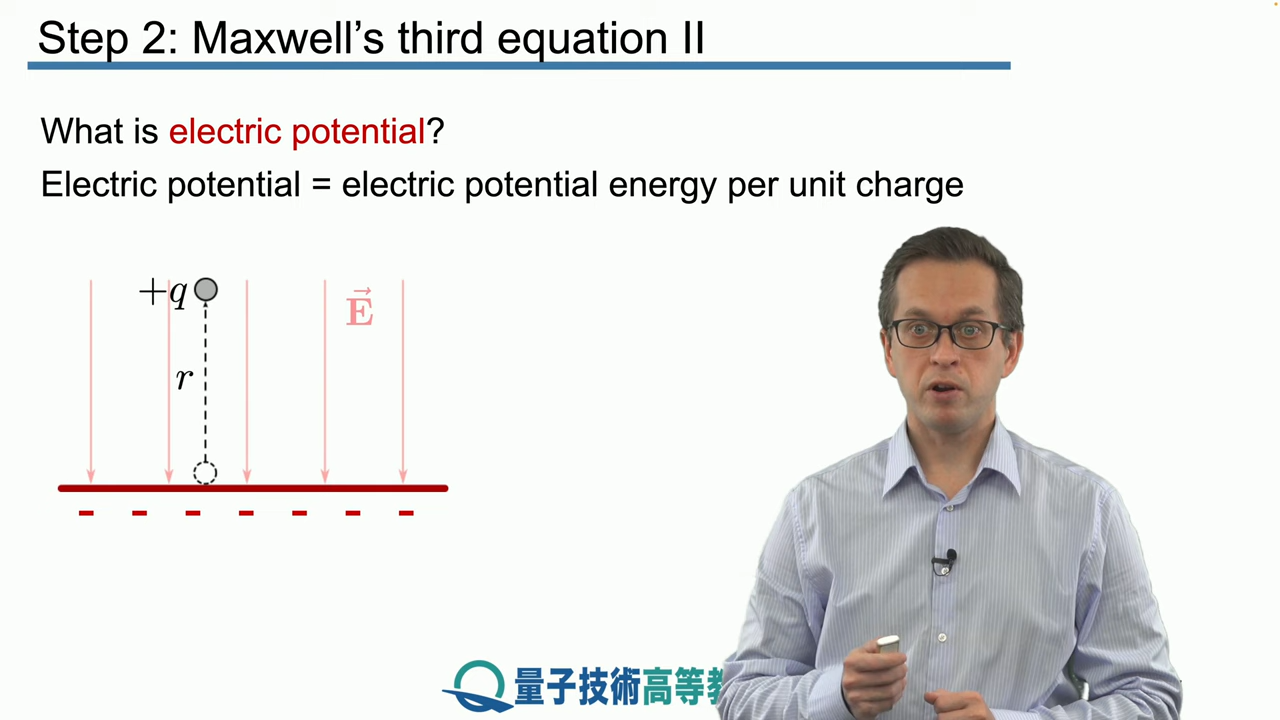 Step 2: Maxwell's third equation II
What is electric potential?
Electric potential = electric potential energy per unit charge
+q
E
r
- - - - - - -
量子技術高等教